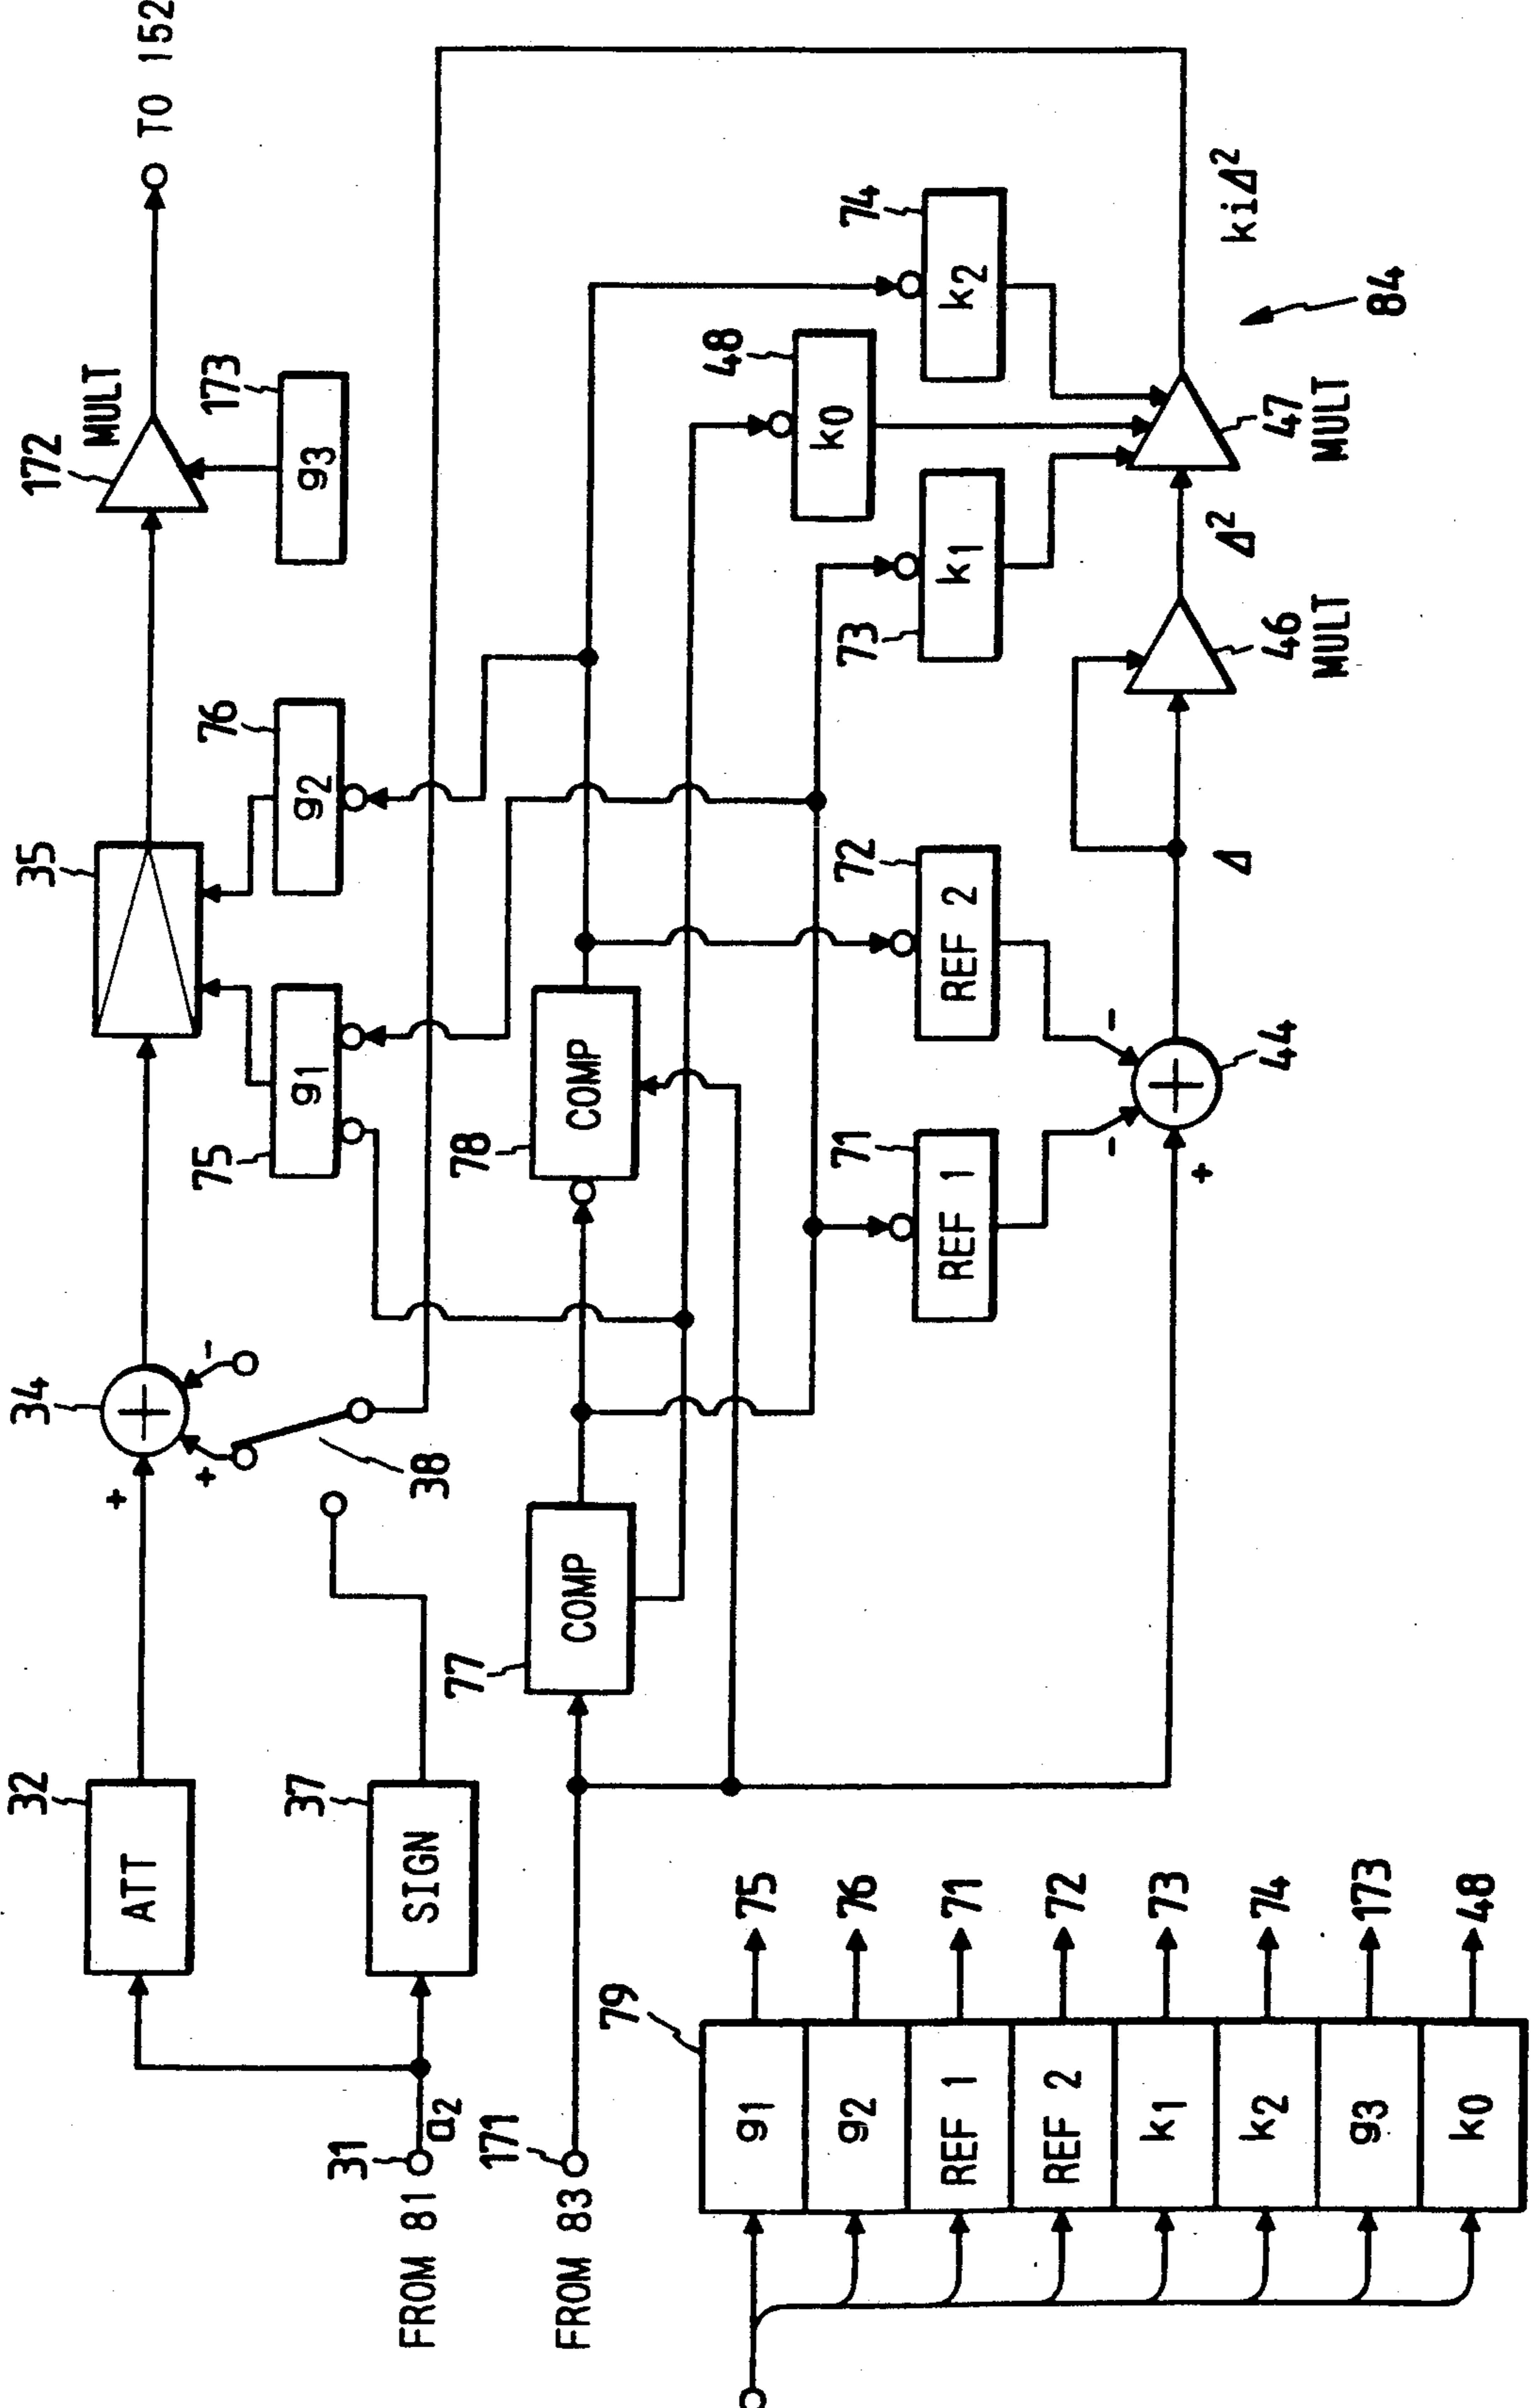 FROM 81
31
a2
ATT
32
SIGN
37
+
+
-
34
38
35
g1
75
g2
76
172
MULT
g3
173
TO 152
FROM 83
171
COMP
77
COMP
78
REF 1
71
REF 2
72
k1
73
k0
48
k2
74
+
-
-
44
Δ
46
MULT
Δ2
47
MULT
kiΔ2
84
79
g1
75
g2
76
REF 1
71
REF 2
72
k1
73
k2
74
g3
173
k0
48